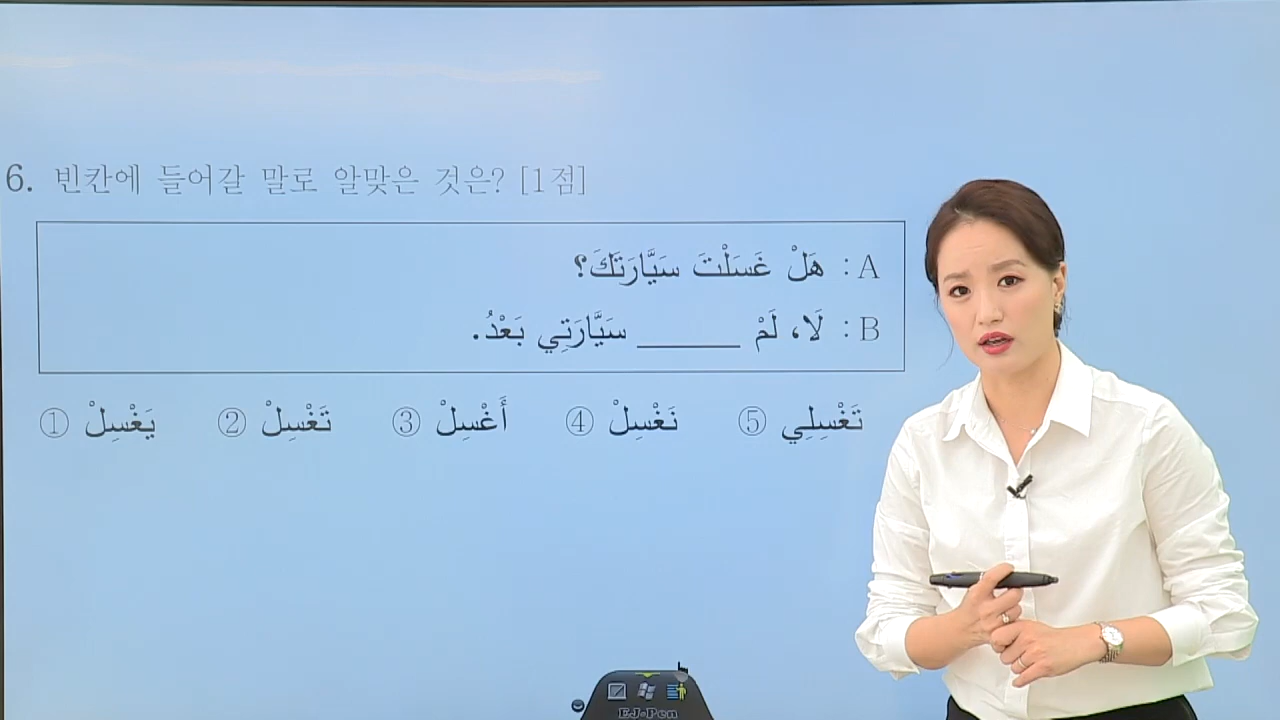 6. 빈칸에 들어갈 말로 알맞은 것은? [1점]
A : هَلْ غَسَلْتَ سَيَّارَتَكَ؟
B : لَا، لَمْ ______ سَيَّارَتِي بَعْدُ.
① يَغْسِلْ ② تَغْسِلْ ③ أَغْسِلْ ④ نَغْسِلْ ⑤ تَغْسِلِي
EJ-Pen